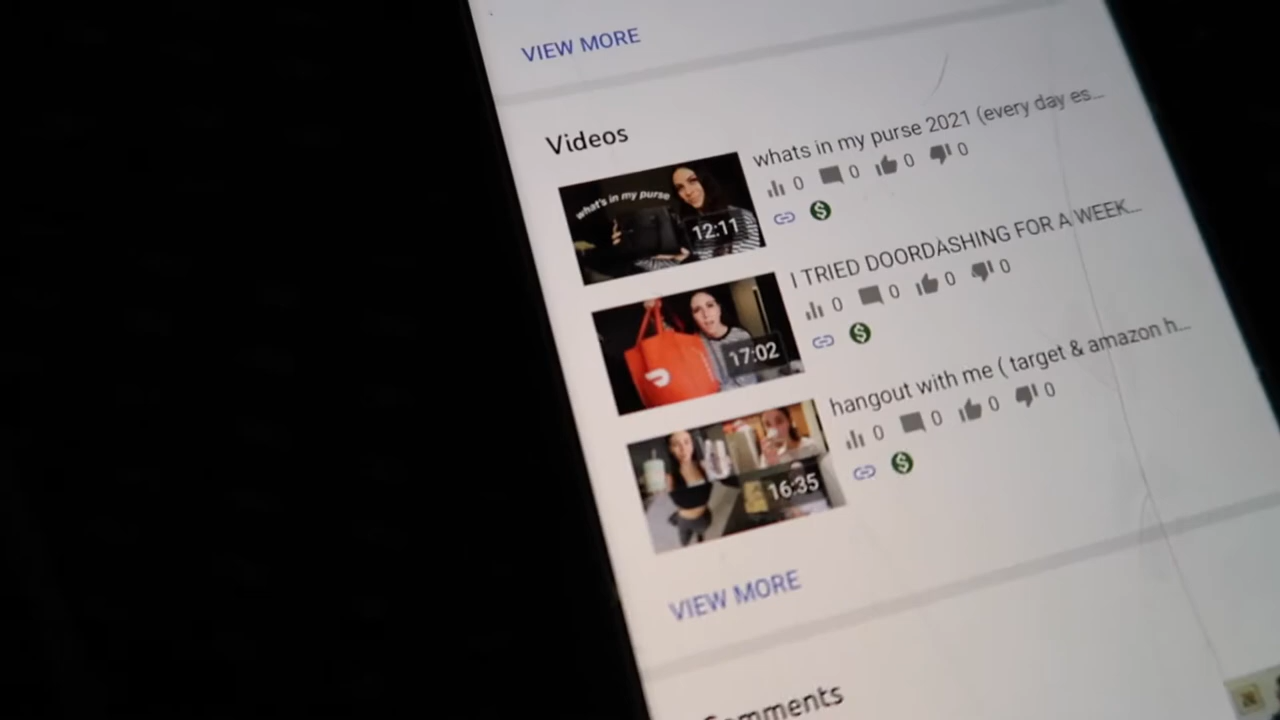 VIEW MORE
Videos
what's in my purse
12:11
whats in my purse 2021 (every day es...
0 0 0 0
17:02
I TRIED DOORDASHING FOR A WEEK...
0 0 0 0
16:35
hangout with me ( target & amazon h...
0 0 0 0
VIEW MORE
Comments